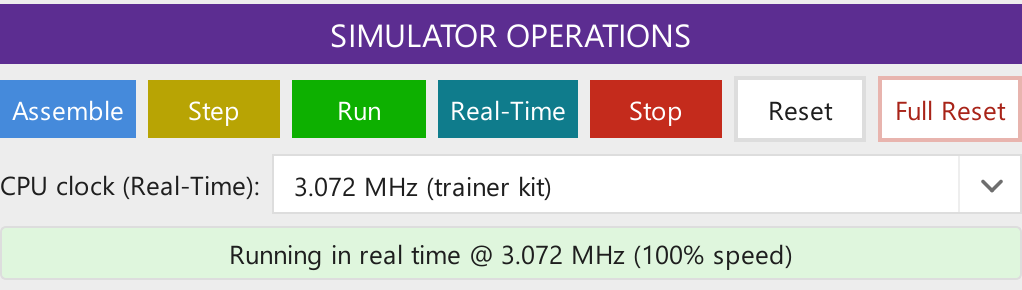 SIMULATOR OPERATIONS
Assemble Step Run Real-Time Stop Reset Full Reset
CPU clock (Real-Time): 3.072 MHz (trainer kit)
Running in real time @ 3.072 MHz (100% speed)